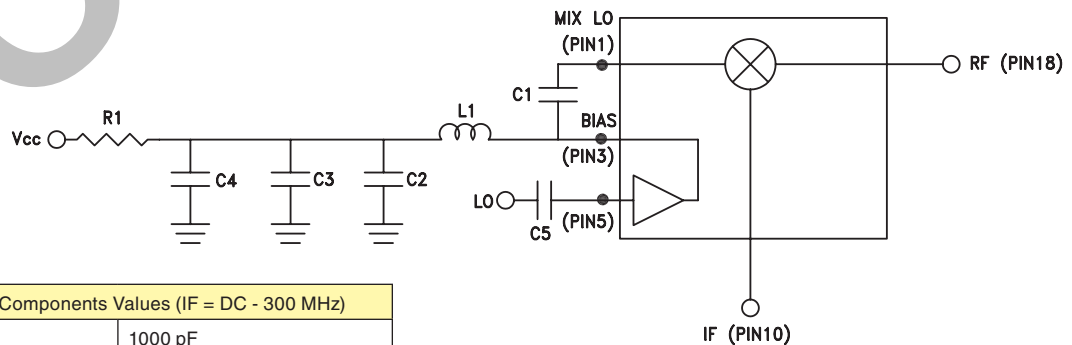 MIX LO
(PIN1)
RF (PIN18)
C1
R1
L1
BIAS
Vcc
(PIN3)
C4
C3
C2
LO
C5
(PIN5)
Components Values (IF = DC - 300 MHz)
1000 pF
IF (PIN10)